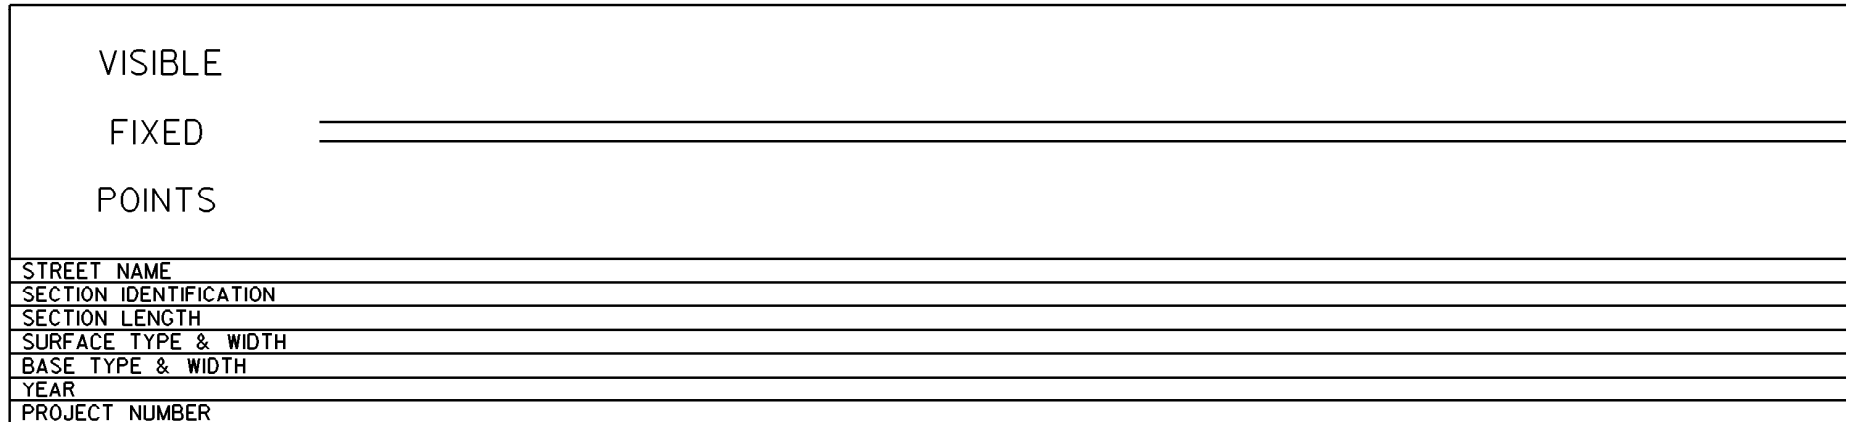 VISIBLE
FIXED
POINTS
STREET NAME
SECTION IDENTIFICATION
SECTION LENGTH
SURFACE TYPE & WIDTH
BASE TYPE & WIDTH
YEAR
PROJECT NUMBER